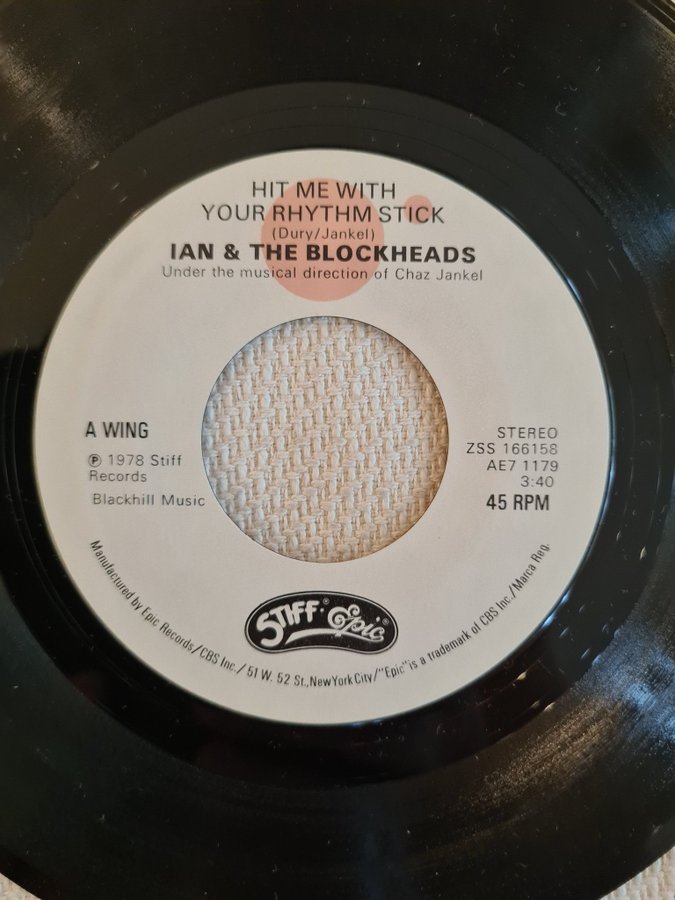 HIT ME WITH
YOUR RHYTHM STICK
(Dury/Jankel)
IAN & THE BLOCKHEADS
Under the musical direction of Chaz Jankel
A WING
Ⓟ 1978 Stiff
Records
Blackhill Music
STEREO
ZSS 166158
AE7 1179
3:40
45 RPM
STIFF® Epic®
Manufactured by Epic Records/CBS Inc./51 W. 52 St.,New York City/"Epic" is a trademark of CBS Inc./Marca Reg.